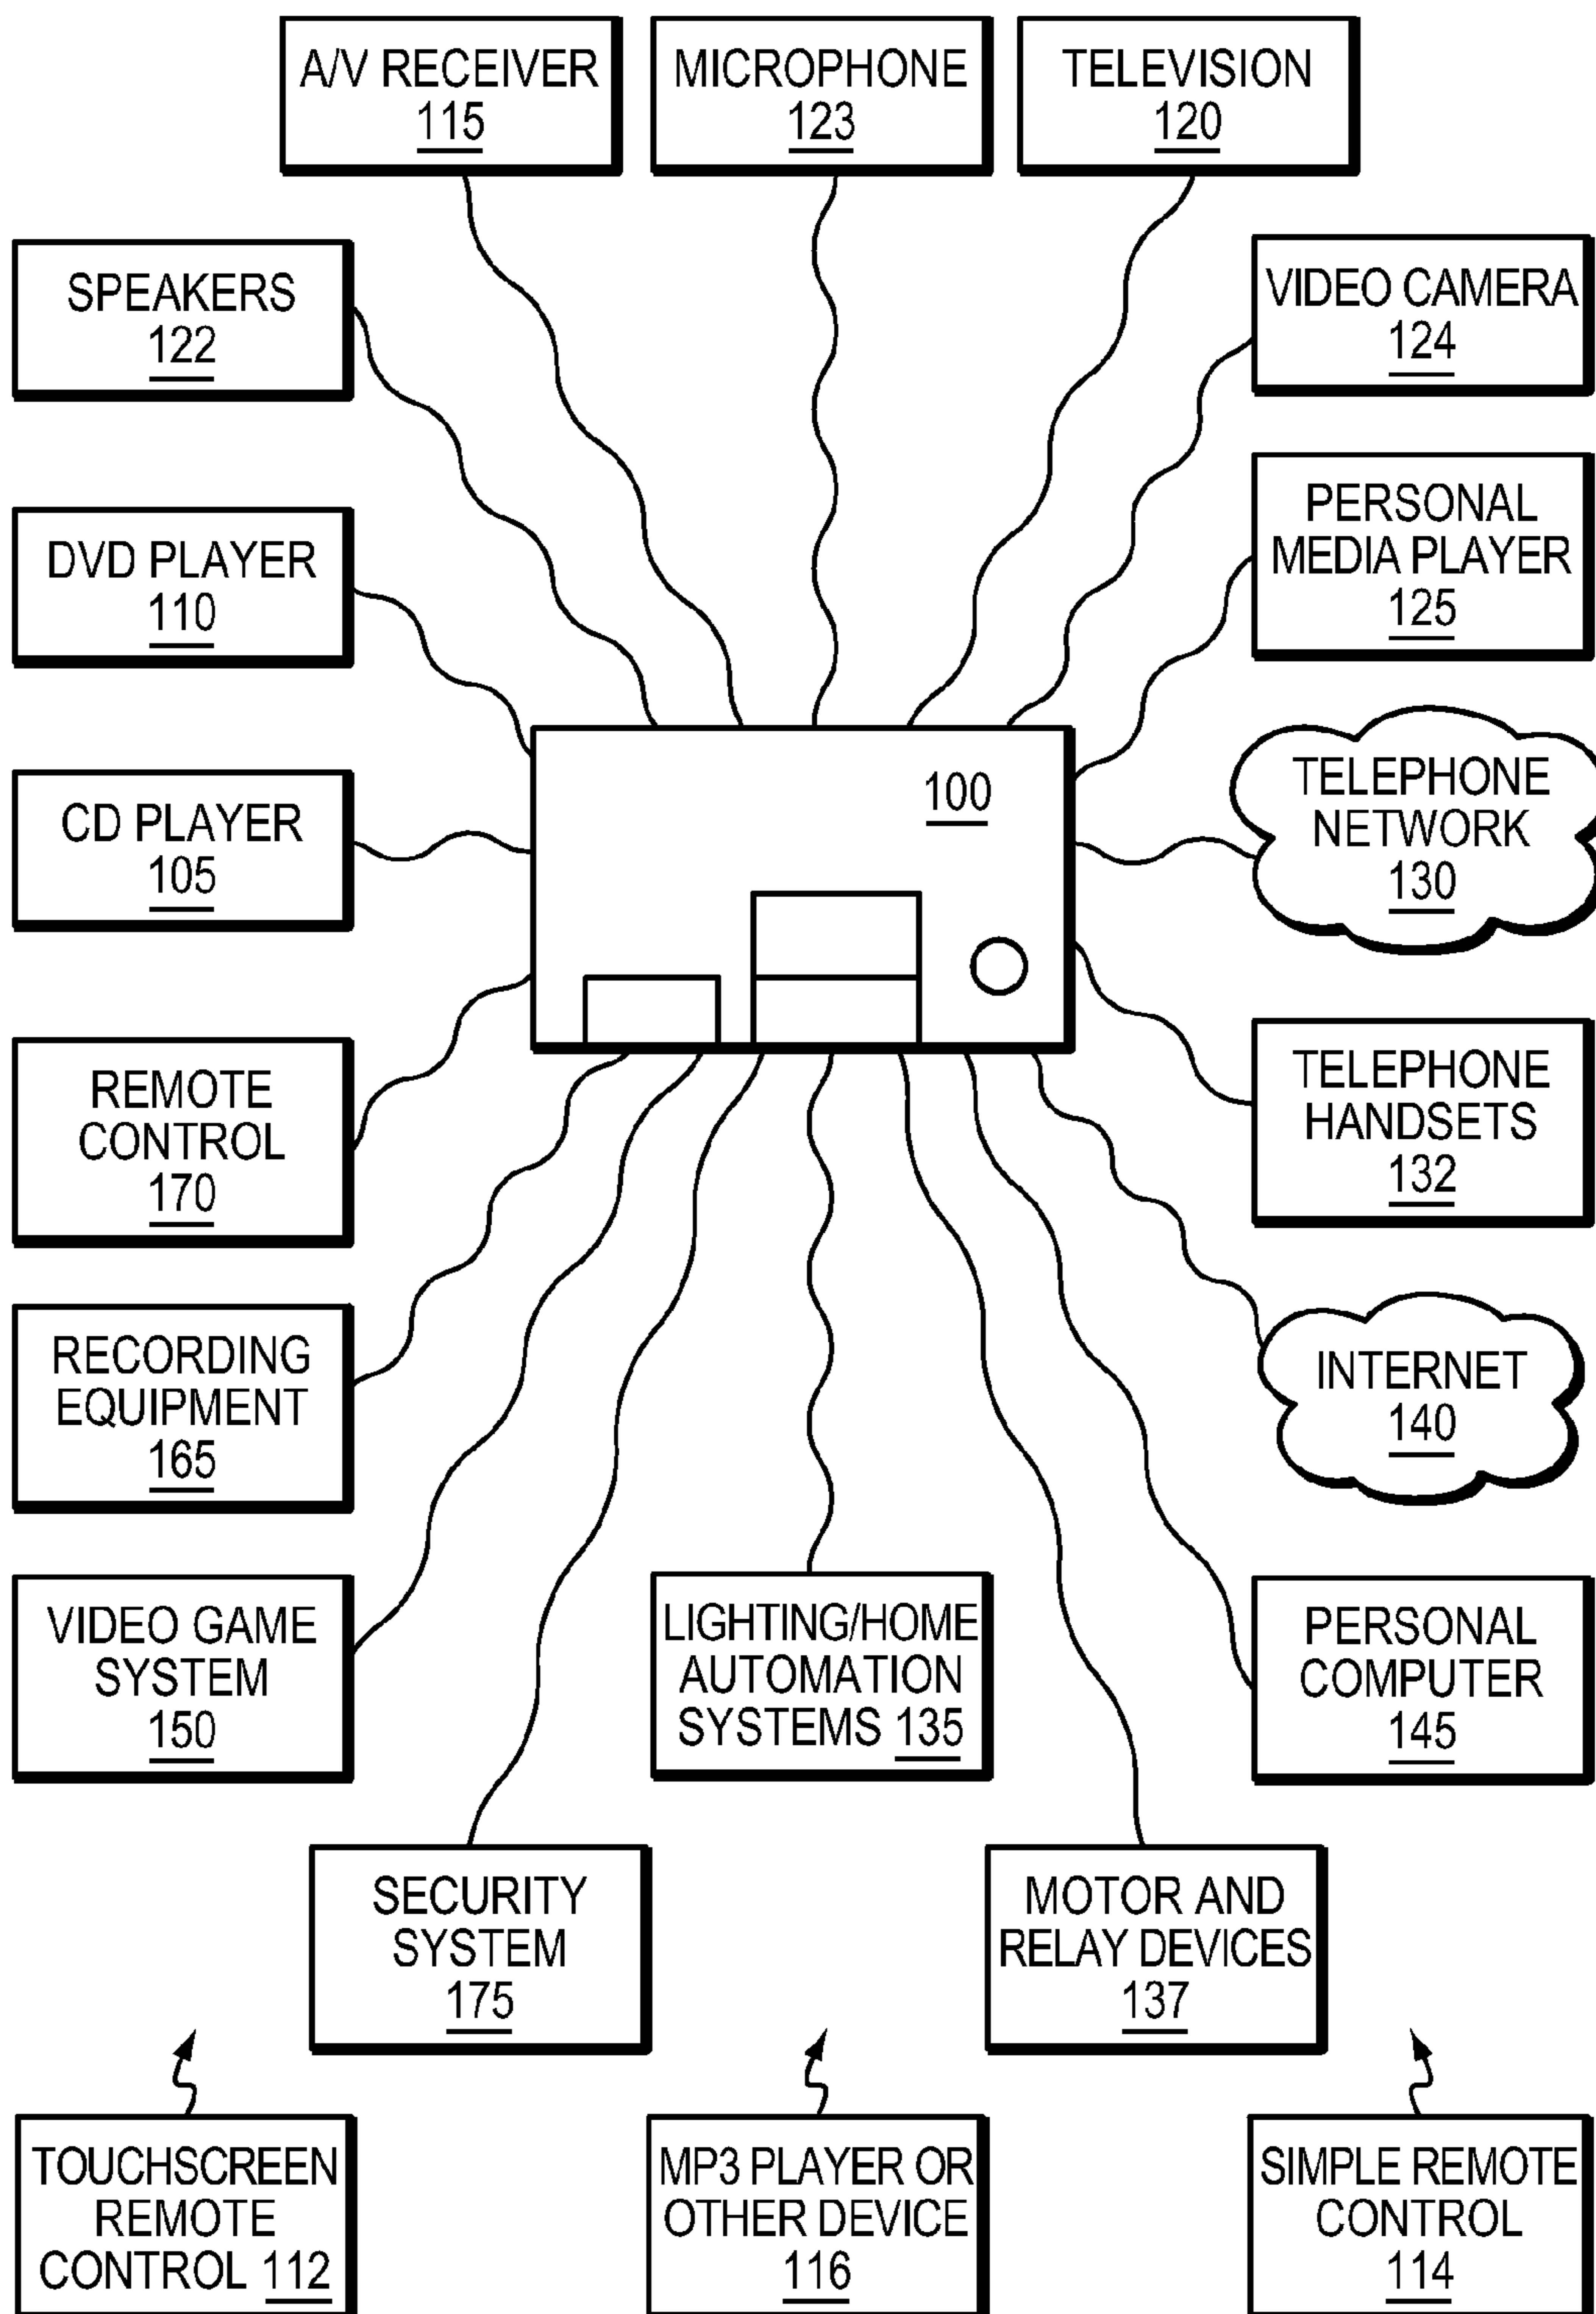 A/V RECEIVER
115
MICROPHONE
123
TELEVISION
120
SPEAKERS
122
VIDEO CAMERA
124
DVD PLAYER
110
PERSONAL
MEDIA PLAYER
125
CD PLAYER
105
100
TELEPHONE
NETWORK
130
REMOTE
CONTROL
170
TELEPHONE
HANDSETS
132
RECORDING
EQUIPMENT
165
INTERNET
140
VIDEO GAME
SYSTEM
150
LIGHTING/HOME
AUTOMATION
SYSTEMS 135
PERSONAL
COMPUTER
145
SECURITY
SYSTEM
175
MOTOR AND
RELAY DEVICES
137
TOUCHSCREEN
REMOTE
CONTROL 112
MP3 PLAYER OR
OTHER DEVICE
116
SIMPLE REMOTE
CONTROL
114